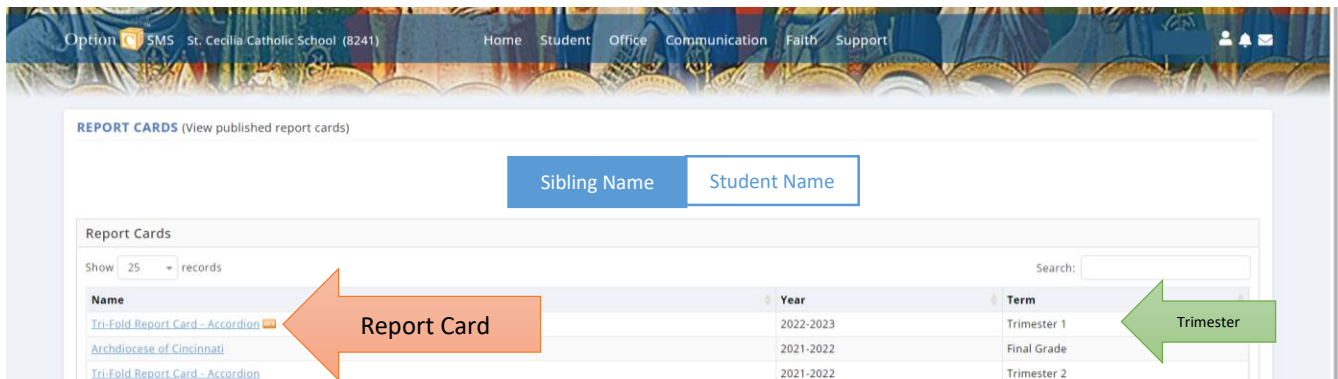 Option C SMS St. Cecilia Catholic School (8241) Home Student Office Communication Faith Support
REPORT CARDS (View published report cards)
Sibling Name Student Name
Report Cards
Show 25 records Search:
Name Year Term
Tri-Fold Report Card - Accordion 2022-2023 Trimester 1
Report Card
Trimester
Archdiocese of Cincinnati 2021-2022 Final Grade
Tri-Fold Report Card - Accordion 2021-2022 Trimester 2